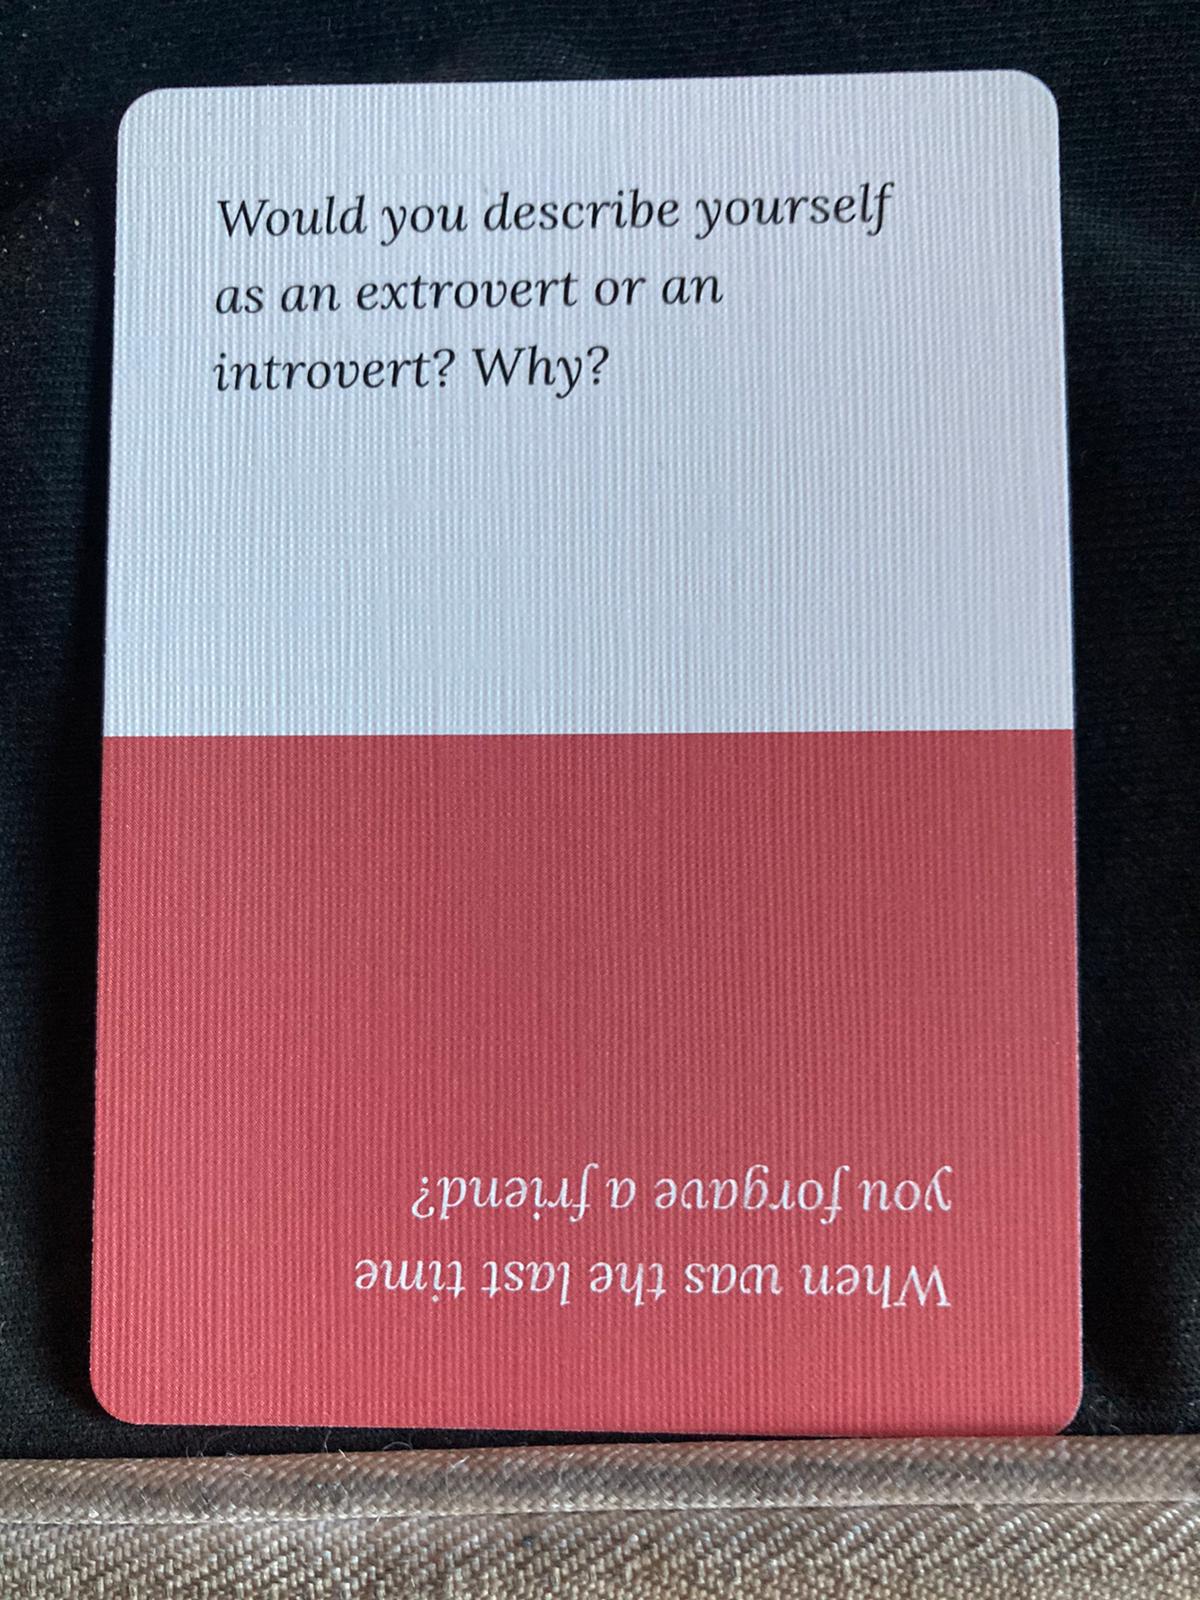 Would you describe yourself
as an extrovert or an
introvert? Why?
When was the last time
you forgave a friend?